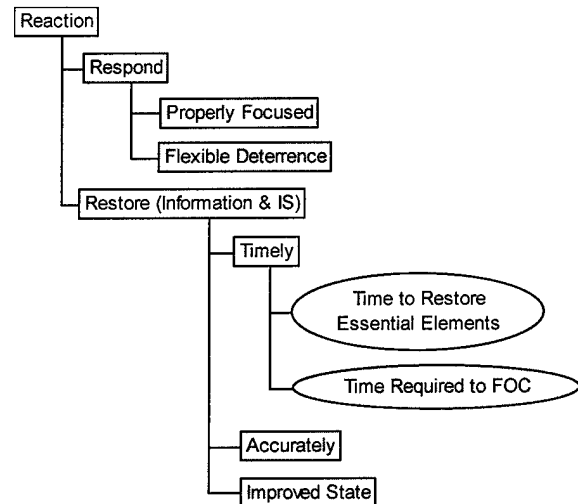 Reaction
Respond
Properly Focused
Flexible Deterrence
Restore (Information & IS)
Timely
Time to Restore
Essential Elements
Time Required to FOC
Accurately
Improved State